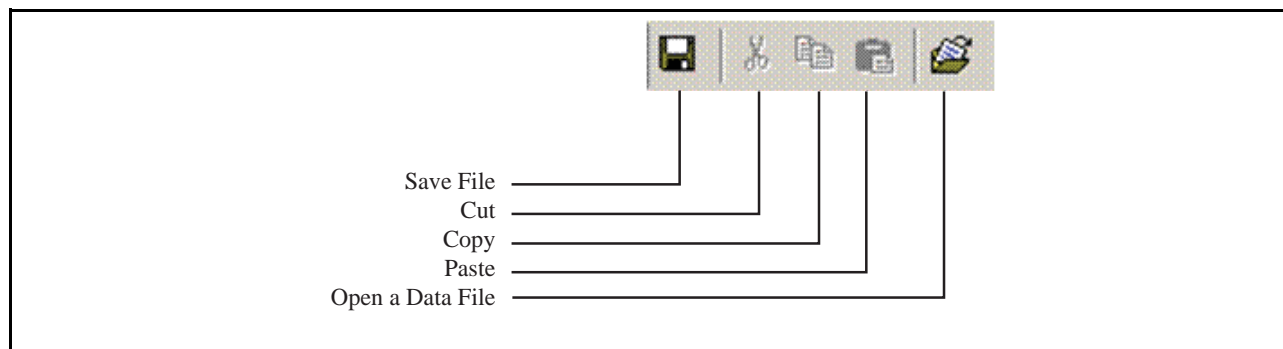 Save File
Cut
Copy
Paste
Open a Data File